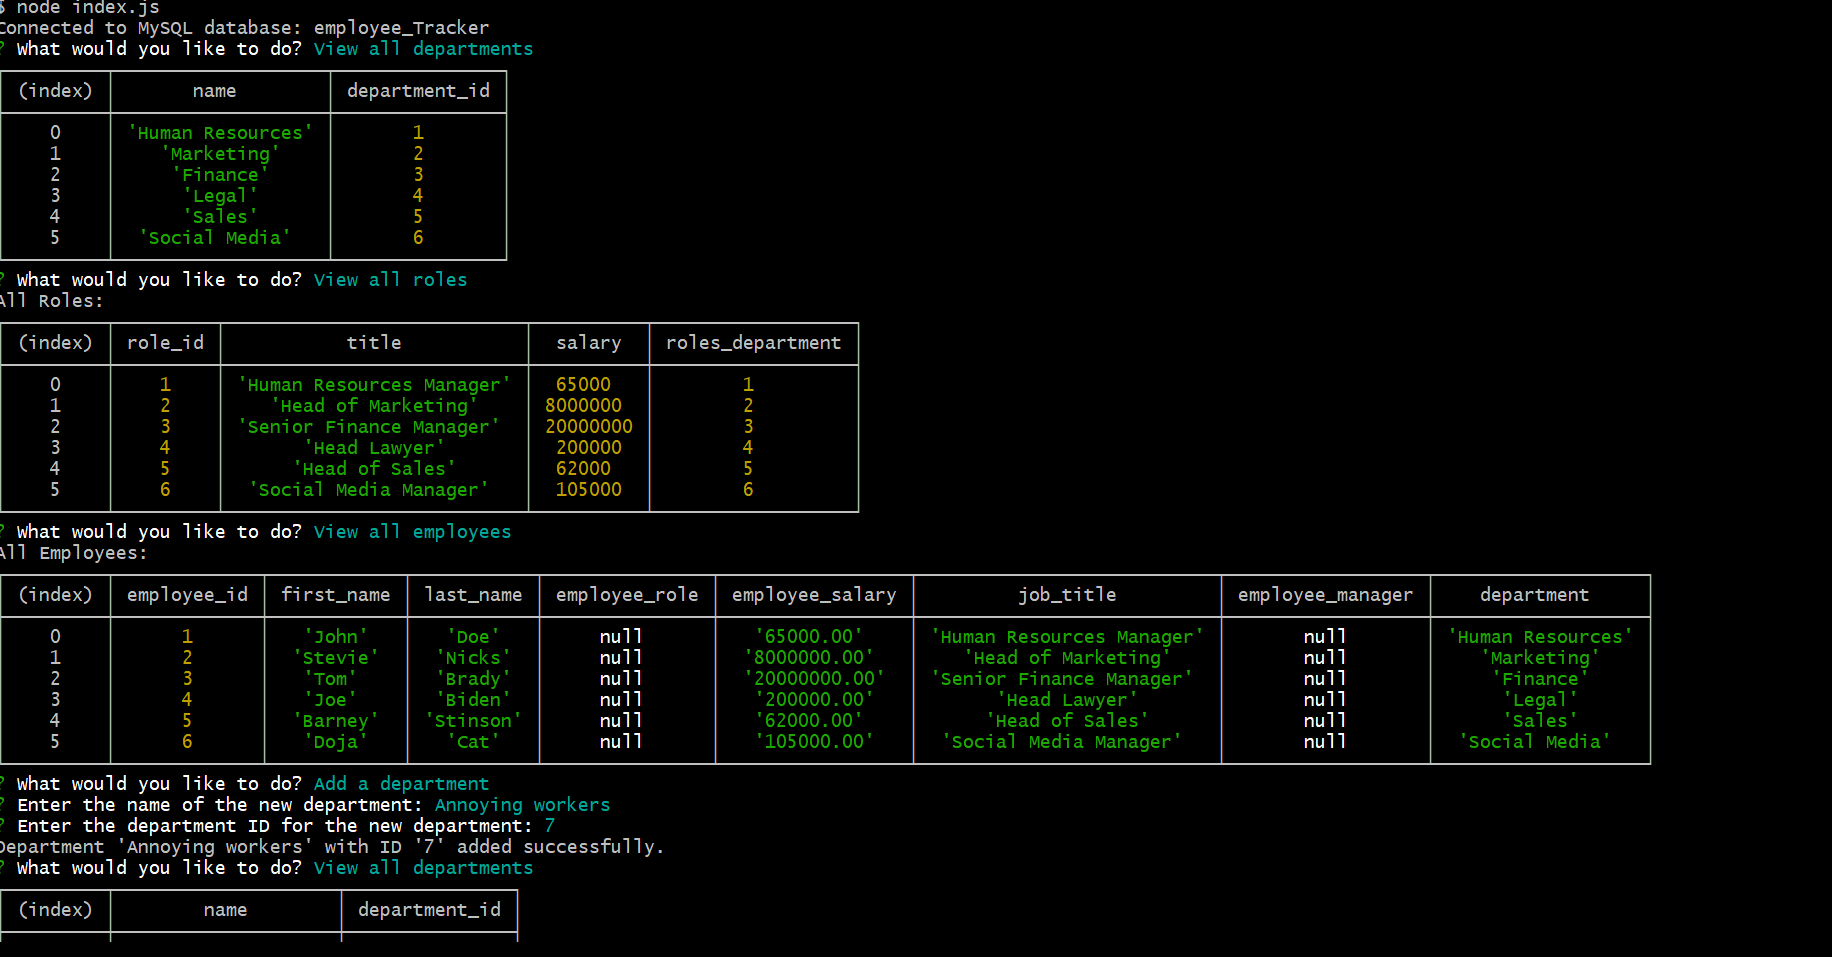 $ node index.js
Connected to MySQL database: employee_Tracker
? What would you like to do? View all departments
(index) name department_id
0 'Human Resources' 1
1 'Marketing' 2
2 'Finance' 3
3 'Legal' 4
4 'Sales' 5
5 'Social Media' 6
? What would you like to do? View all roles
All Roles:
(index) role_id title salary roles_department
0 1 'Human Resources Manager' 65000 1
1 2 'Head of Marketing' 8000000 2
2 3 'Senior Finance Manager' 20000000 3
3 4 'Head Lawyer' 200000 4
4 5 'Head of Sales' 62000 5
5 6 'Social Media Manager' 105000 6
? What would you like to do? View all employees
All Employees:
(index) employee_id first_name last_name employee_role employee_salary job_title employee_manager department
0 1 'John' 'Doe' null '65000.00' 'Human Resources Manager' null 'Human Resources'
1 2 'Stevie' 'Nicks' null '8000000.00' 'Head of Marketing' null 'Marketing'
2 3 'Tom' 'Brady' null '20000000.00' 'Senior Finance Manager' null 'Finance'
3 4 'Joe' 'Biden' null '200000.00' 'Head Lawyer' null 'Legal'
4 5 'Barney' 'Stinson' null '62000.00' 'Head of Sales' null 'Sales'
5 6 'Doja' 'Cat' null '105000.00' 'Social Media Manager' null 'Social Media'
? What would you like to do? Add a department
? Enter the name of the new department: Annoying workers
? Enter the department ID for the new department: 7
Department 'Annoying workers' with ID '7' added successfully.
? What would you like to do? View all departments
(index) name department_id